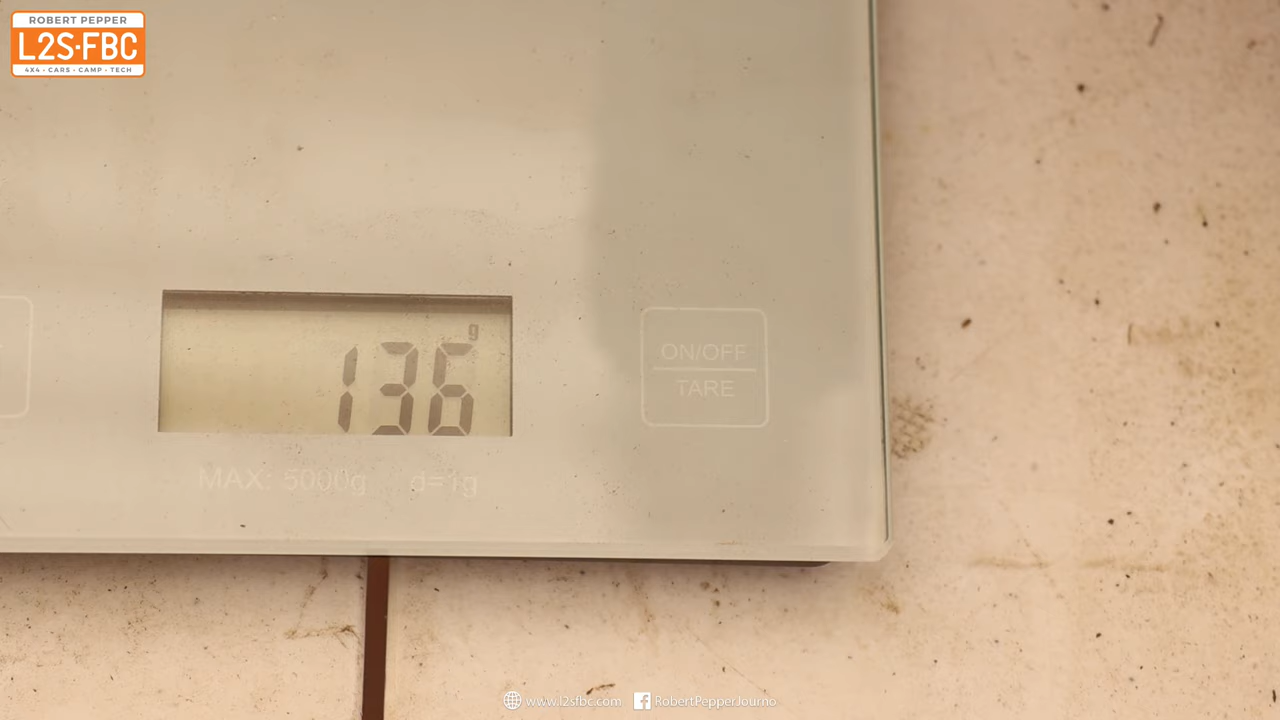 ROBERT PEPPER
L2S·FBC
4X4 · CARS · CAMP · TECH
g
136
ON/OFF
TARE
MAX: 5000g d=1g
www.l2sfbc.com RobertPepperJourno